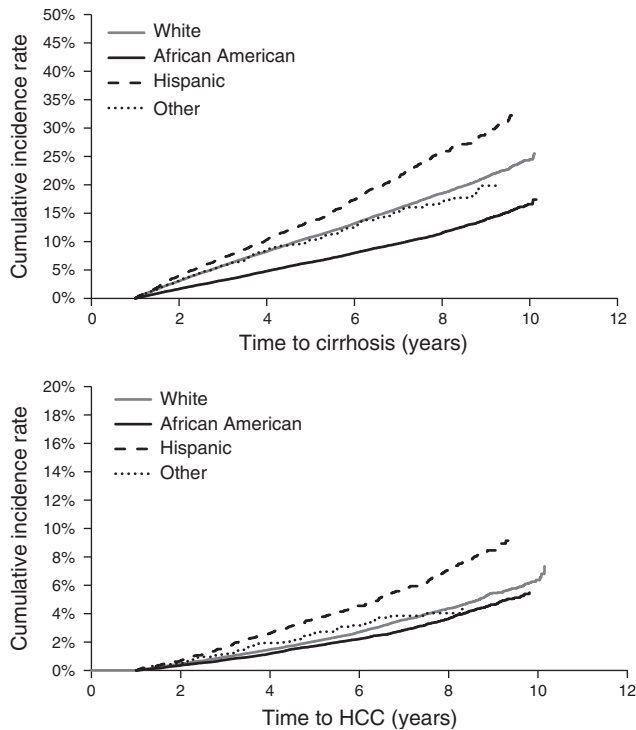 Cumulative incidence rate
50%
45%
40%
35%
30%
25%
20%
15%
10%
5%
0%
White
African American
Hispanic
Other
0 2 4 6 8 10 12
Time to cirrhosis (years)
Cumulative incidence rate
20%
18%
16%
14%
12%
10%
8%
6%
4%
2%
0%
White
African American
Hispanic
Other
0 2 4 6 8 10 12
Time to HCC (years)